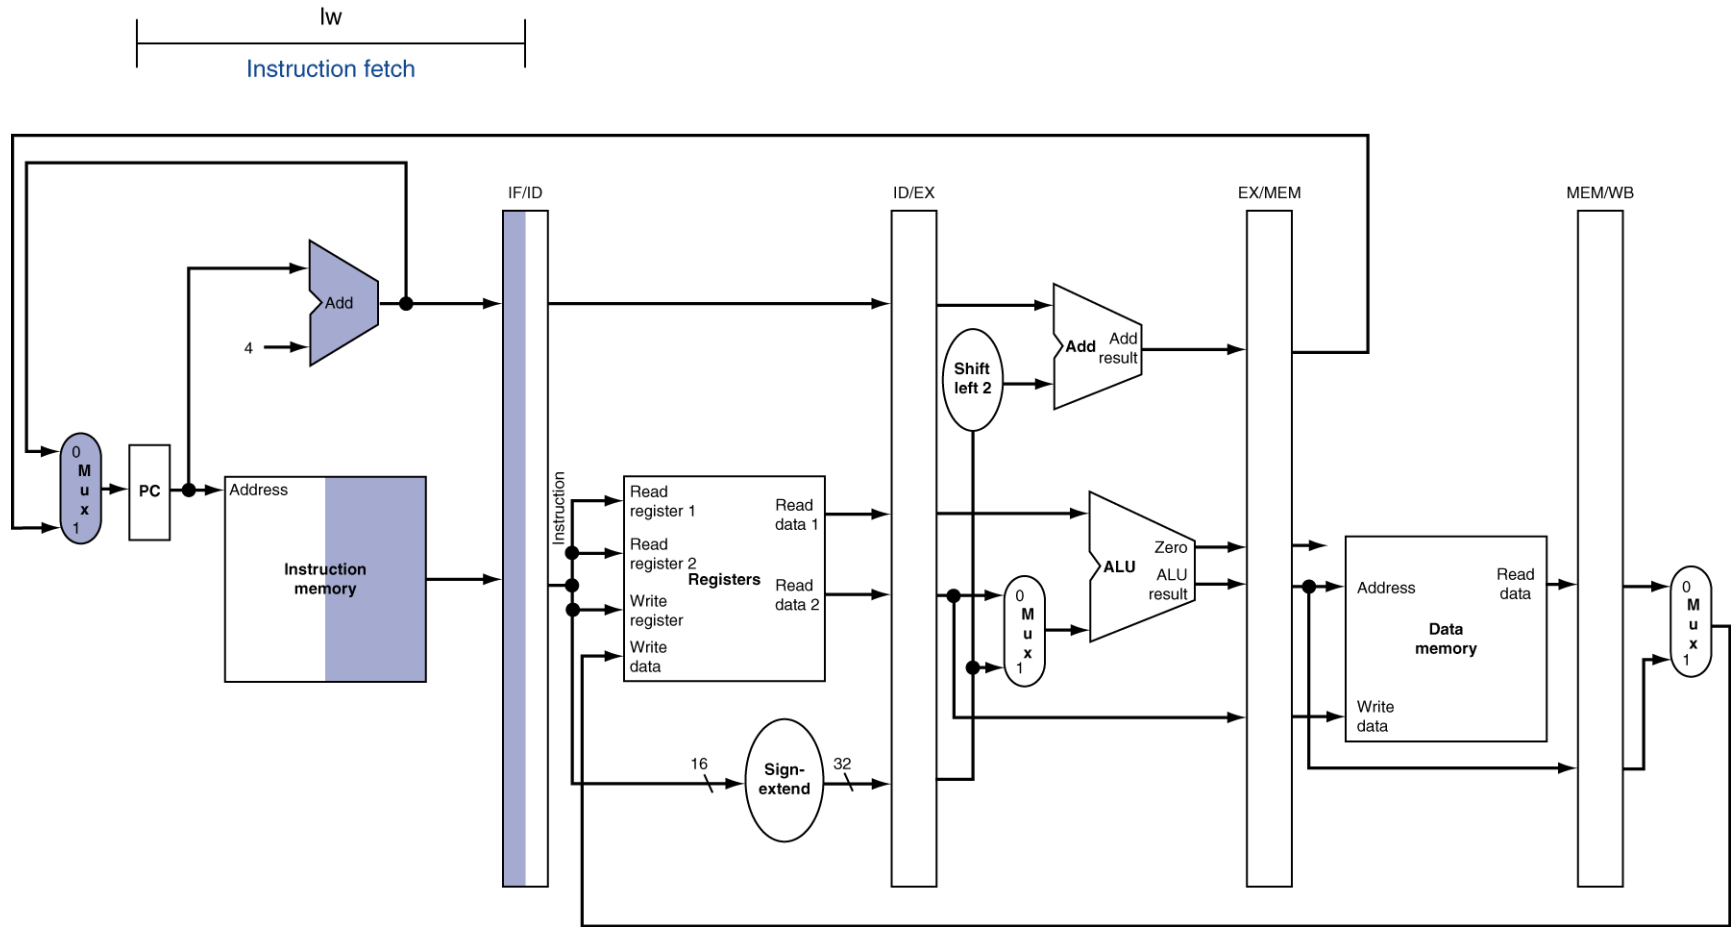 lw
Instruction fetch
IF/ID
ID/EX
EX/MEM
MEM/WB
Add
4
Shift
left 2
Add
Add
result
0
M
u
x
1
PC
Address
Instruction
memory
Instruction
Read
register 1
Read
register 2
Write
register
Write
data
Registers
Read
data 1
Read
data 2
16
Sign-
extend
32
0
M
u
x
1
ALU
Zero
ALU
result
Address
Write
data
Data
memory
Read
data
0
M
u
x
1